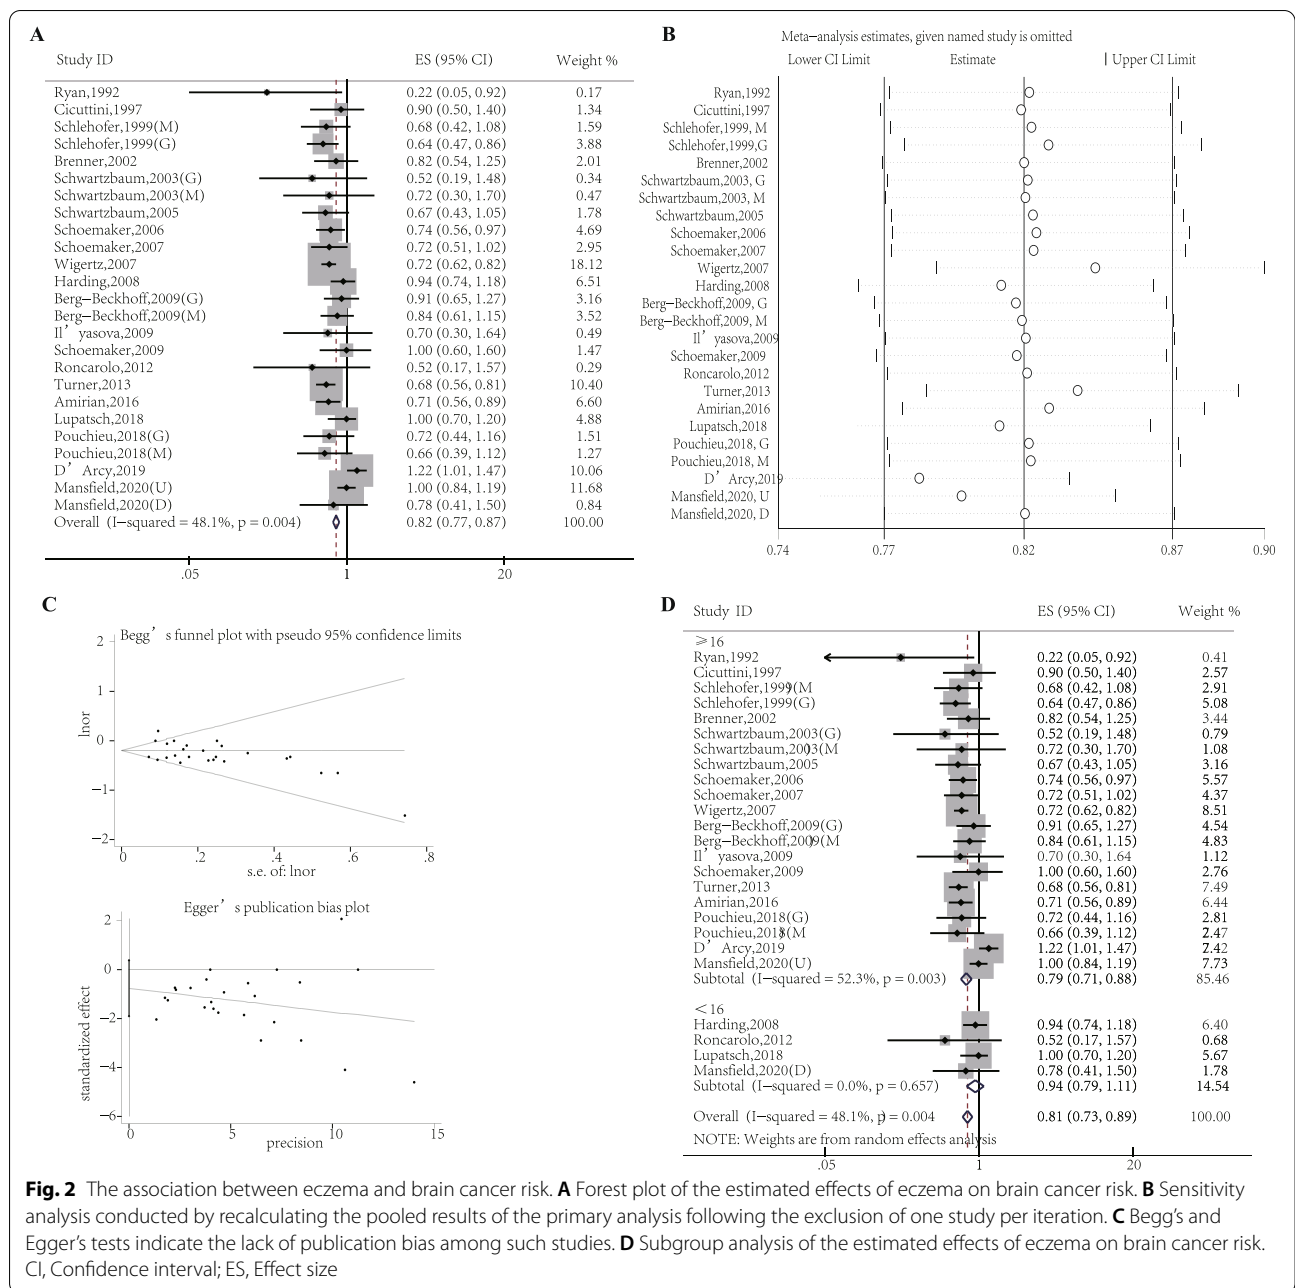 A
Study ID ES (95% CI) Weight %
Ryan,1992 0.22 (0.05, 0.92) 0.17
Cicuttini,1997 0.90 (0.50, 1.40) 1.34
Schlehofer,1999(M) 0.68 (0.42, 1.08) 1.59
Schlehofer,1999(G) 0.64 (0.47, 0.86) 3.88
Brenner,2002 0.82 (0.54, 1.25) 2.01
Schwartzbaum,2003(G) 0.52 (0.19, 1.48) 0.34
Schwartzbaum,2003(M) 0.72 (0.30, 1.70) 0.47
Schwartzbaum,2005 0.67 (0.43, 1.05) 1.78
Schoemaker,2006 0.74 (0.56, 0.97) 4.69
Schoemaker,2007 0.72 (0.51, 1.02) 2.95
Wigertz,2007 0.72 (0.62, 0.82) 18.12
Harding,2008 0.94 (0.74, 1.18) 6.51
Berg−Beckhoff,2009(G) 0.91 (0.65, 1.27) 3.16
Berg−Beckhoff,2009(M) 0.84 (0.61, 1.15) 3.52
Il’ yasova,2009 0.70 (0.30, 1.64) 0.49
Schoemaker,2009 1.00 (0.60, 1.60) 1.47
Roncarolo,2012 0.52 (0.17, 1.57) 0.29
Turner,2013 0.68 (0.56, 0.81) 10.40
Amirian,2016 0.71 (0.56, 0.89) 6.60
Lupatsch,2018 1.00 (0.70, 1.20) 4.88
Pouchieu,2018(G) 0.72 (0.44, 1.16) 1.51
Pouchieu,2018(M) 0.66 (0.39, 1.12) 1.27
D’ Arcy,2019 1.22 (1.01, 1.47) 10.06
Mansfield,2020(U) 1.00 (0.84, 1.19) 11.68
Mansfield,2020(D) 0.78 (0.41, 1.50) 0.84
Overall (I−squared = 48.1%, p = 0.004) 0.82 (0.77, 0.87) 100.00
.05 1 20
B
Meta−analysis estimates, given named study is omitted
Lower CI Limit Estimate Upper CI Limit
Ryan,1992
Cicuttini,1997
Schlehofer,1999, M
Schlehofer,1999,G
Brenner,2002
Schwartzbaum,2003, G
Schwartzbaum,2003, M
Schwartzbaum,2005
Schoemaker,2006
Schoemaker,2007
Wigertz,2007
Harding,2008
Berg−Beckhoff,2009, G
Berg−Beckhoff,2009, M
Il’ yasova,2009
Schoemaker,2009
Roncarolo,2012
Turner,2013
Amirian,2016
Lupatsch,2018
Pouchieu,2018, G
Pouchieu,2018, M
D’ Arcy,2019
Mansfield,2020, U
Mansfield,2020, D
0.74 0.77 0.82 0.87 0.90
C
Begg’ s funnel plot with pseudo 95% confidence limits
2
1
0
−1
−2
lnor
0 .2 .4 .6 .8
s.e. of: lnor
Egger’ s publication bias plot
2
0
−2
−4
−6
standardized effect
0 5 10 15
precision
D
Study ID ES (95% CI) Weight %
≥16
Ryan,1992 0.22 (0.05, 0.92) 0.41
Cicuttini,1997 0.90 (0.50, 1.40) 2.57
Schlehofer,1999(M) 0.68 (0.42, 1.08) 2.91
Schlehofer,1999(G) 0.64 (0.47, 0.86) 5.08
Brenner,2002 0.82 (0.54, 1.25) 3.44
Schwartzbaum,2003(G) 0.52 (0.19, 1.48) 0.79
Schwartzbaum,2003(M) 0.72 (0.30, 1.70) 1.08
Schwartzbaum,2005 0.67 (0.43, 1.05) 3.16
Schoemaker,2006 0.74 (0.56, 0.97) 5.57
Schoemaker,2007 0.72 (0.51, 1.02) 4.37
Wigertz,2007 0.72 (0.62, 0.82) 8.51
Berg−Beckhoff,2009(G) 0.91 (0.65, 1.27) 4.54
Berg−Beckhoff,2009(M) 0.84 (0.61, 1.15) 4.83
Il’ yasova,2009 0.70 (0.30, 1.64 1.12
Schoemaker,2009 1.00 (0.60, 1.60) 2.76
Turner,2013 0.68 (0.56, 0.81) 7.49
Amirian,2016 0.71 (0.56, 0.89) 6.44
Pouchieu,2018(G) 0.72 (0.44, 1.16) 2.81
Pouchieu,2018(M) 0.66 (0.39, 1.12) 2.47
D’ Arcy,2019 1.22 (1.01, 1.47) 2.42
Mansfield,2020(U) 1.00 (0.84, 1.19) 7.73
Subtotal (I−squared = 52.3%, p = 0.003) 0.79 (0.71, 0.88) 85.46
<16
Harding,2008 0.94 (0.74, 1.18) 6.40
Roncarolo,2012 0.52 (0.17, 1.57) 0.68
Lupatsch,2018 1.00 (0.70, 1.20) 5.67
Mansfield,2020(D) 0.78 (0.41, 1.50) 1.78
Subtotal (I−squared = 0.0%, p = 0.657) 0.94 (0.79, 1.11) 14.54
Overall (I−squared = 48.1%, p = 0.004 0.81 (0.73, 0.89) 100.00
NOTE: Weights are from random effects analysis
.05 1 20
Fig. 2 The association between eczema and brain cancer risk. A Forest plot of the estimated effects of eczema on brain cancer risk. B Sensitivity
analysis conducted by recalculating the pooled results of the primary analysis following the exclusion of one study per iteration. C Begg’s and
Egger’s tests indicate the lack of publication bias among such studies. D Subgroup analysis of the estimated effects of eczema on brain cancer risk.
CI, Confidence interval; ES, Effect size